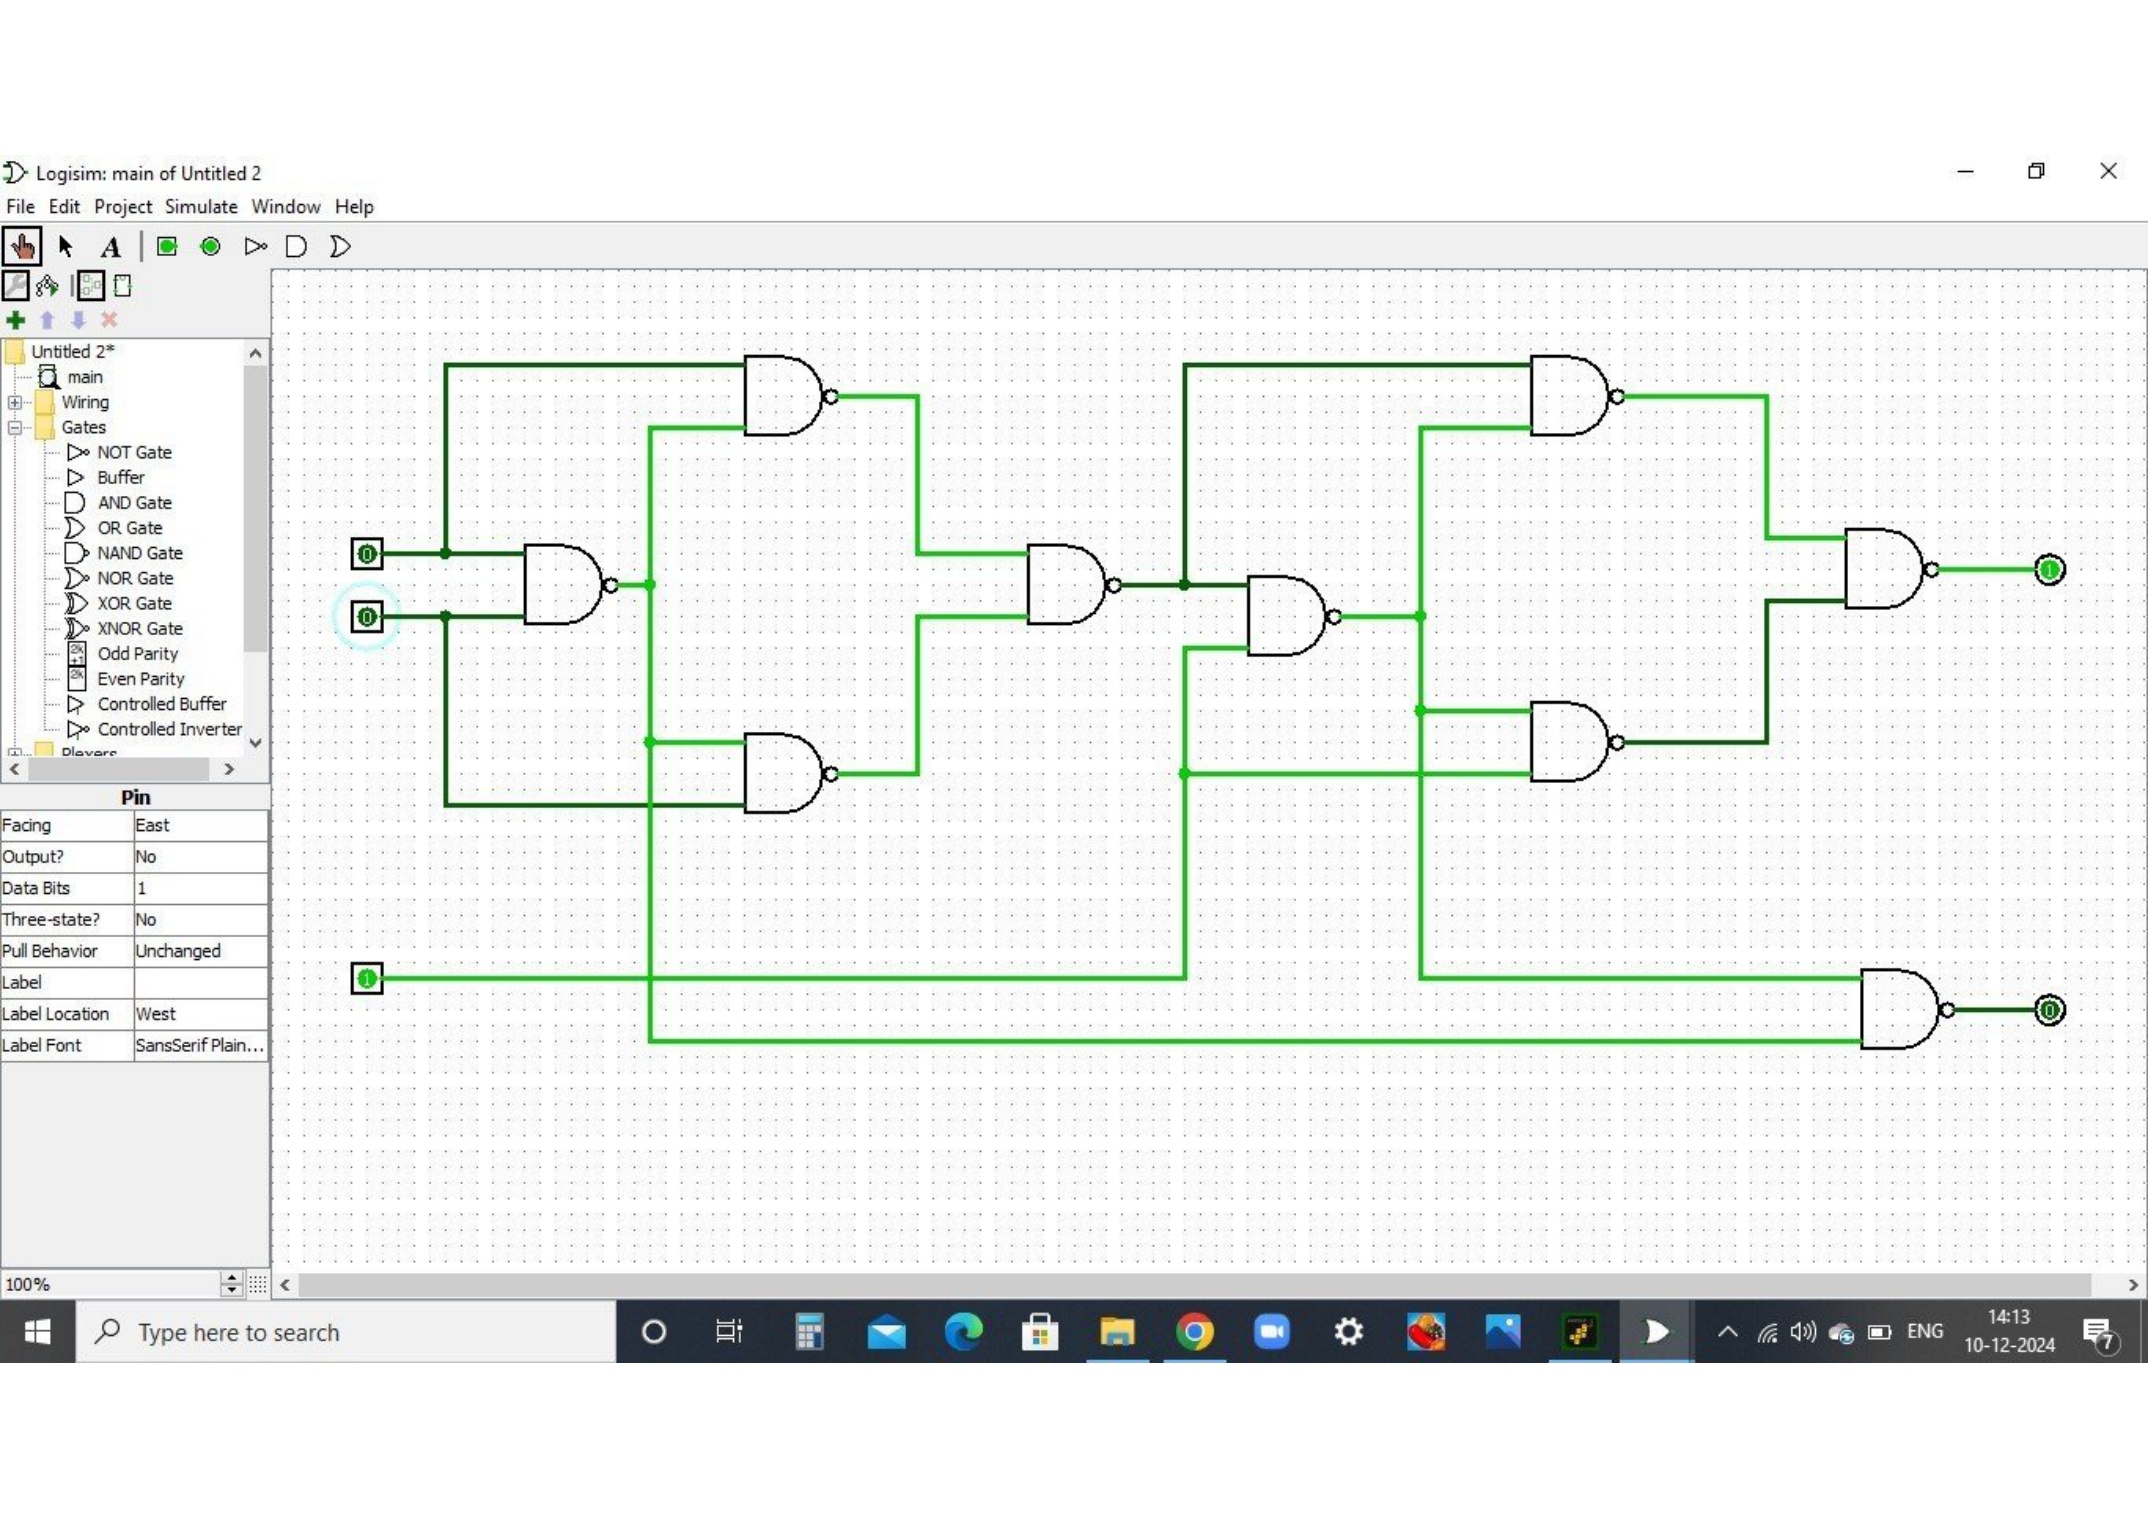 Logisim: main of Untitled 2
File Edit Project Simulate Window Help
A
Untitled 2*
main
Wiring
Gates
NOT Gate
Buffer
AND Gate
OR Gate
NAND Gate
NOR Gate
XOR Gate
XNOR Gate
2k+1 Odd Parity
2k Even Parity
Controlled Buffer
Controlled Inverter
Plexers
Pin
Facing East
Output? No
Data Bits 1
Three-state? No
Pull Behavior Unchanged
Label
Label Location West
Label Font SansSerif Plain...
100%
0
0
1
1
0
Type here to search
ENG
14:13
10-12-2024
7